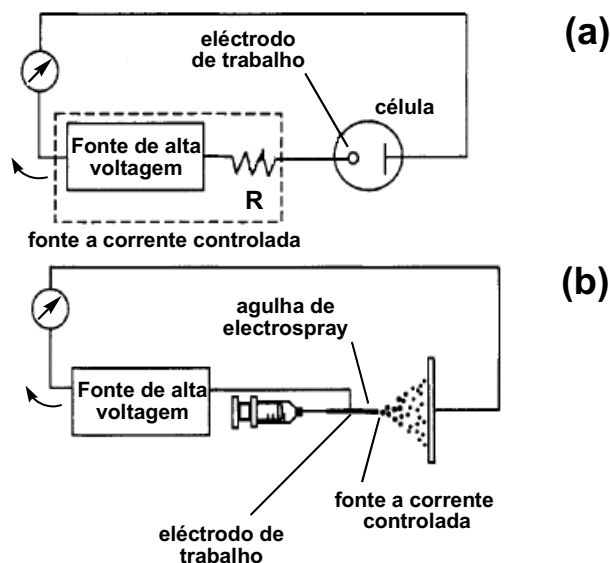 (a)
eléctrodo
de trabalho
célula
Fonte de alta
voltagem
R
fonte a corrente controlada
(b)
agulha de
electrospray
Fonte de alta
voltagem
fonte a corrente
controlada
eléctrodo de
trabalho